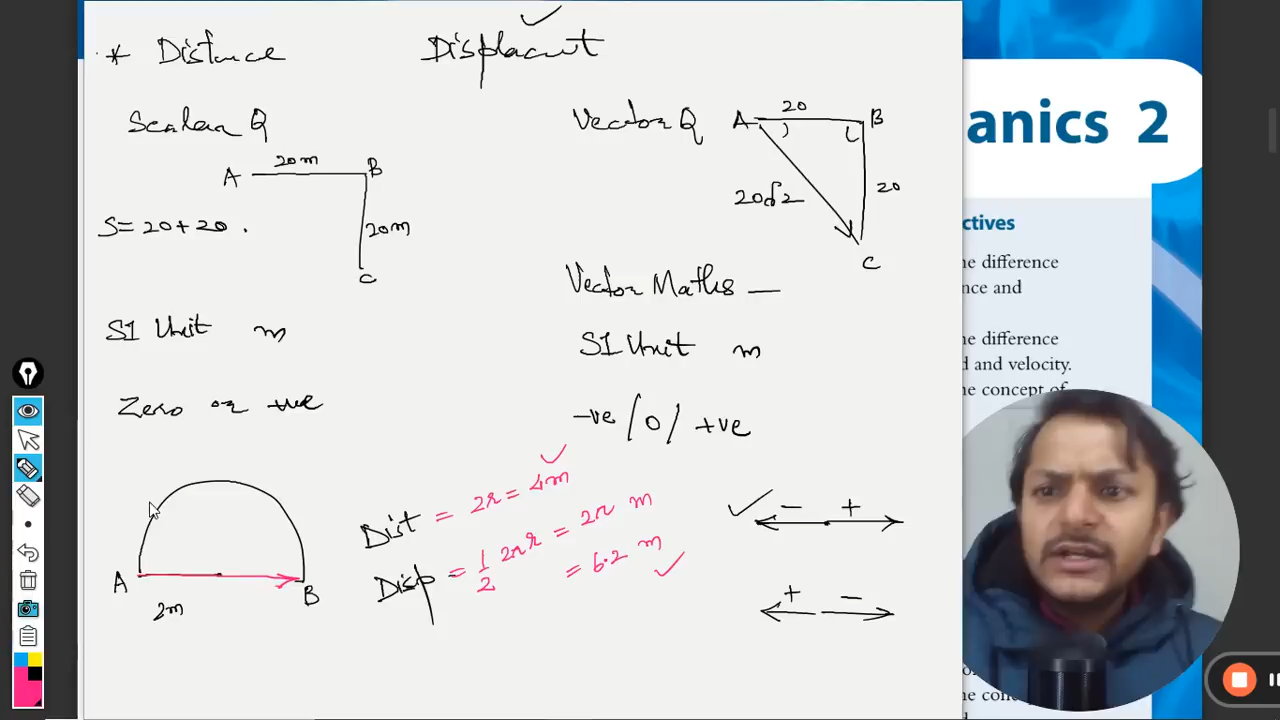 * Distance
Displacnt
Scalar Q
Vector Q
A 20m B
20m
C
S = 20 + 20 .
A 20 B
20
20√2
C
Vector Maths —
SI Unit m
SI Unit m
Zero or +ve
-ve / 0 / +ve
A B
2m
Dist = 2r = 4m
Disp = 1/2 2πr = 2π m
= 6.2 m
- +
+ -
anics 2
ctives
he difference
nce and
he difference
d and velocity.
he concept of